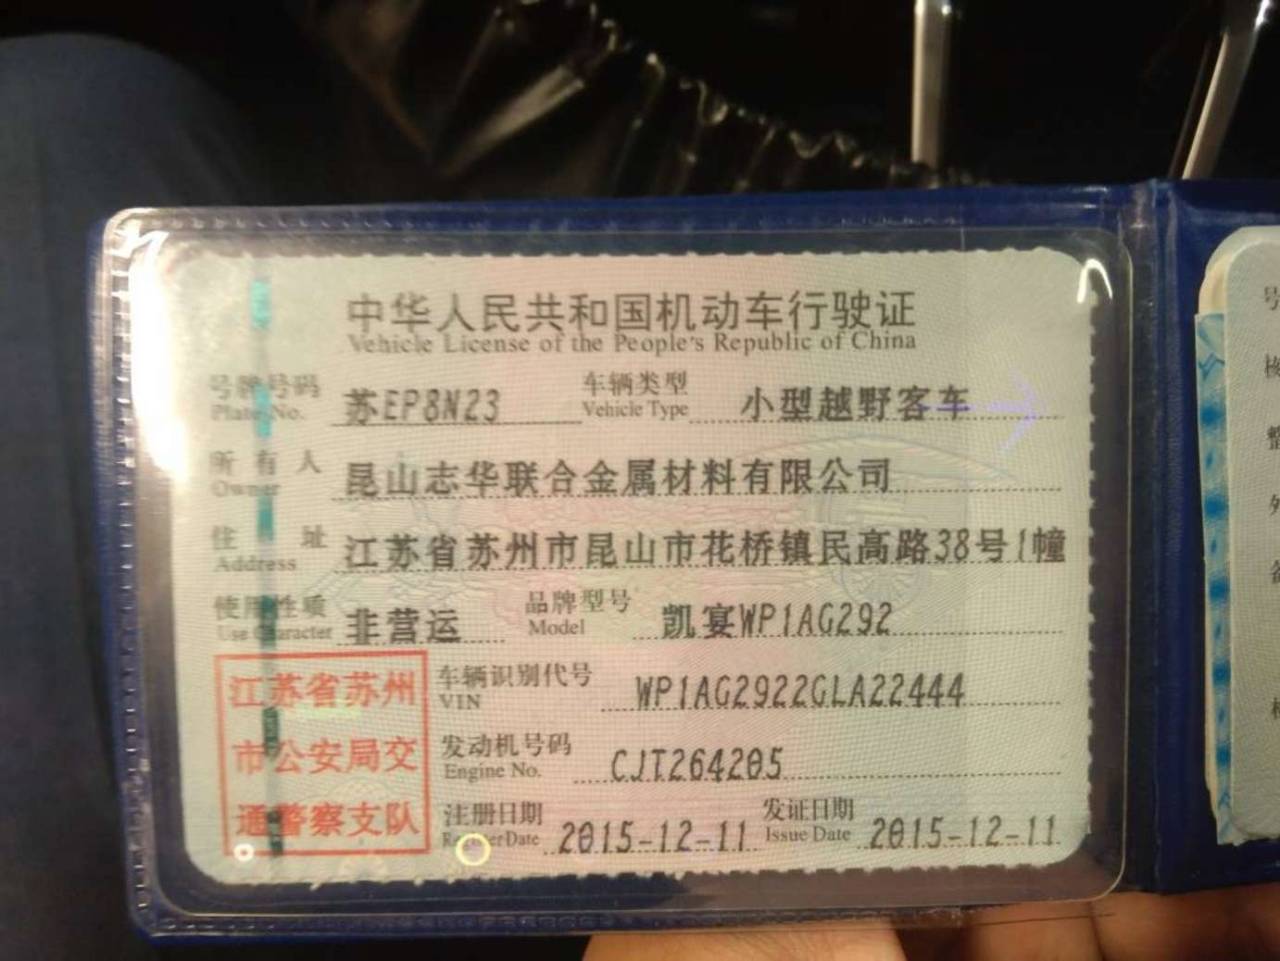 中华人民共和国机动车行驶证
Vehicle License of the People's Republic of China
号牌号码 苏EP8N23 车辆类型 小型越野客车
Plate No. Vehicle Type
所有人 昆山志华联合金属材料有限公司
Owner
住址 江苏省苏州市昆山市花桥镇民高路38号1幢
Address
使用性质 非营运 品牌型号 凯宴WP1AG292
Use Character Model
江苏省苏州
市公安局交
通警察支队
车辆识别代号 WP1AG2922GLA22444
VIN
发动机号码 CJT264205
Engine No.
注册日期 2015-12-11 发证日期 2015-12-11
Register Date Issue Date
号